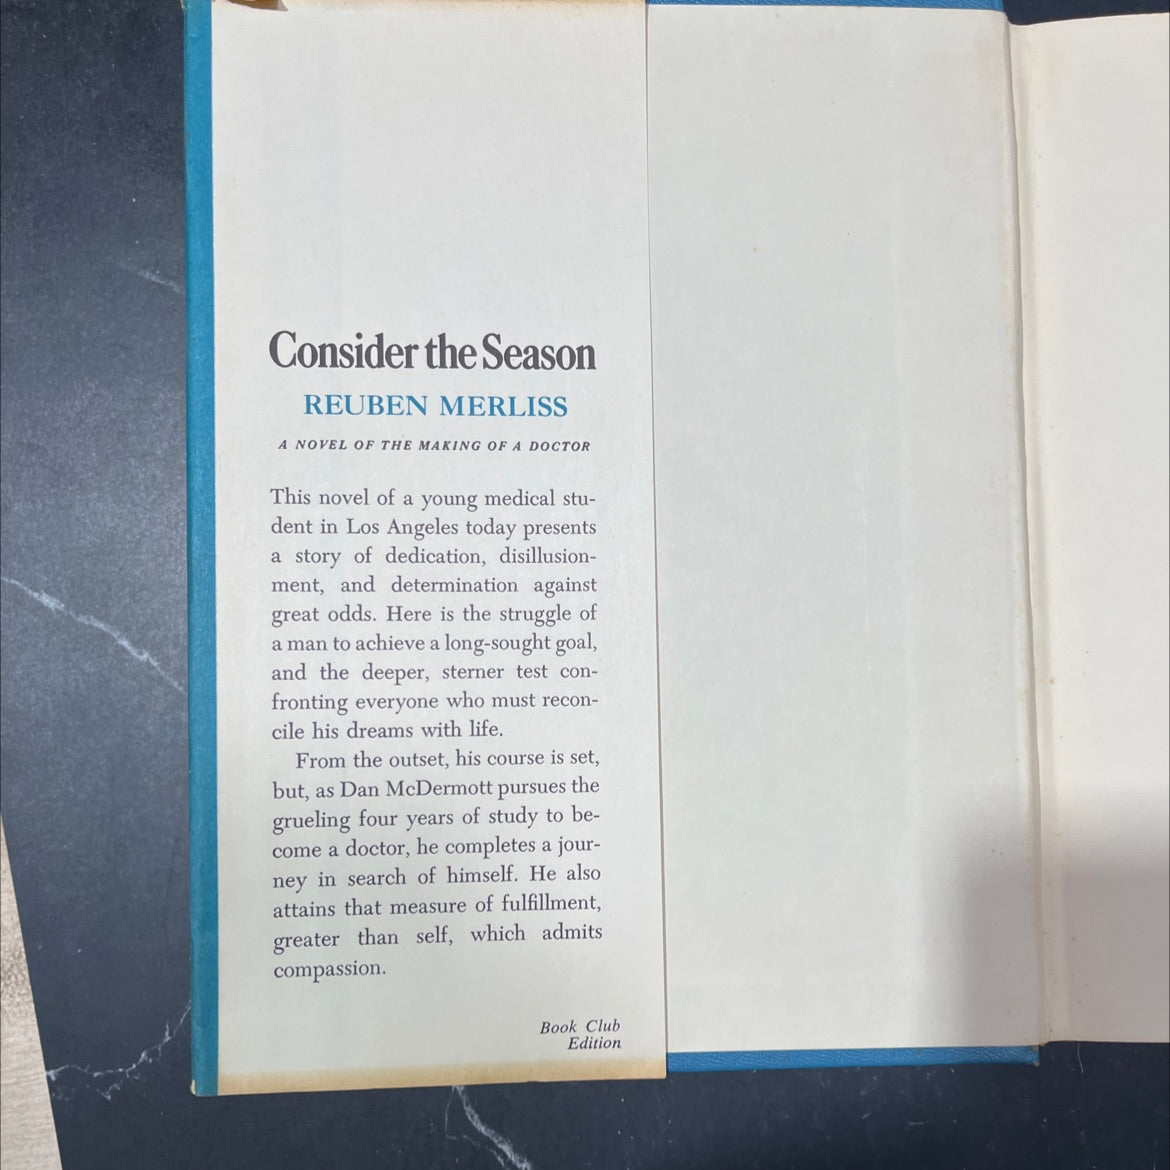 Consider the Season
REUBEN MERLISS
A NOVEL OF THE MAKING OF A DOCTOR
This novel of a young medical stu-
dent in Los Angeles today presents
a story of dedication, disillusion-
ment, and determination against
great odds. Here is the struggle of
a man to achieve a long-sought goal,
and the deeper, sterner test con-
fronting everyone who must recon-
cile his dreams with life.
From the outset, his course is set,
but, as Dan McDermott pursues the
grueling four years of study to be-
come a doctor, he completes a jour-
ney in search of himself. He also
attains that measure of fulfillment,
greater than self, which admits
compassion.
Book Club
Edition